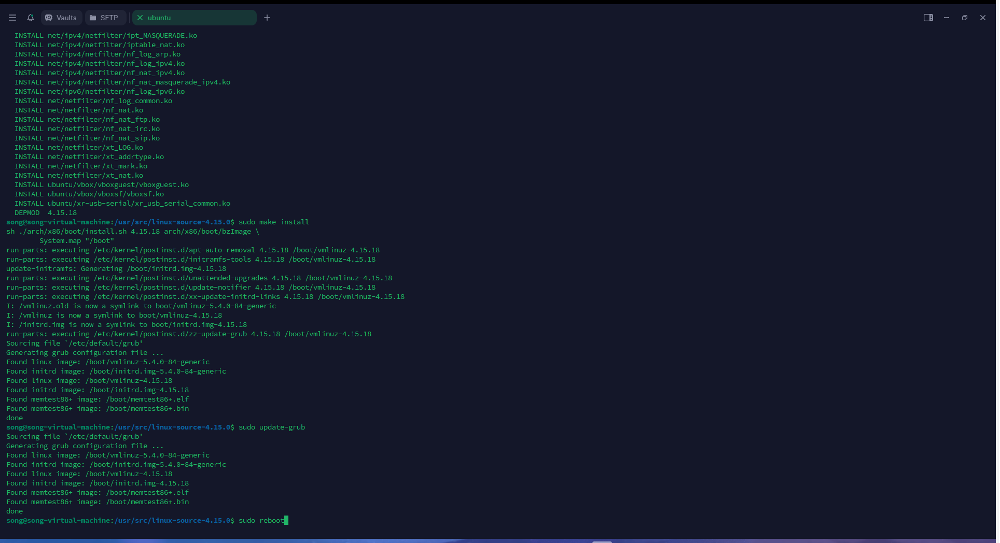 Vaults SFTP ubuntu
INSTALL net/ipv4/netfilter/ipt_MASQUERADE.ko
INSTALL net/ipv4/netfilter/iptable_nat.ko
INSTALL net/ipv4/netfilter/nf_log_arp.ko
INSTALL net/ipv4/netfilter/nf_log_ipv4.ko
INSTALL net/ipv4/netfilter/nf_nat_ipv4.ko
INSTALL net/ipv4/netfilter/nf_nat_masquerade_ipv4.ko
INSTALL net/ipv6/netfilter/nf_log_ipv6.ko
INSTALL net/netfilter/nf_log_common.ko
INSTALL net/netfilter/nf_nat.ko
INSTALL net/netfilter/nf_nat_ftp.ko
INSTALL net/netfilter/nf_nat_irc.ko
INSTALL net/netfilter/nf_nat_sip.ko
INSTALL net/netfilter/xt_LOG.ko
INSTALL net/netfilter/xt_addrtype.ko
INSTALL net/netfilter/xt_mark.ko
INSTALL net/netfilter/xt_nat.ko
INSTALL ubuntu/vbox/vboxguest/vboxguest.ko
INSTALL ubuntu/vbox/vboxsf/vboxsf.ko
INSTALL ubuntu/xr-usb-serial/xr_usb_serial_common.ko
DEPMOD  4.15.18
song@song-virtual-machine:/usr/src/linux-source-4.15.0$ sudo make install
sh ./arch/x86/boot/install.sh 4.15.18 arch/x86/boot/bzImage \
System.map "/boot"
run-parts: executing /etc/kernel/postinst.d/apt-auto-removal 4.15.18 /boot/vmlinuz-4.15.18
run-parts: executing /etc/kernel/postinst.d/initramfs-tools 4.15.18 /boot/vmlinuz-4.15.18
update-initramfs: Generating /boot/initrd.img-4.15.18
run-parts: executing /etc/kernel/postinst.d/unattended-upgrades 4.15.18 /boot/vmlinuz-4.15.18
run-parts: executing /etc/kernel/postinst.d/update-notifier 4.15.18 /boot/vmlinuz-4.15.18
run-parts: executing /etc/kernel/postinst.d/xx-update-initrd-links 4.15.18 /boot/vmlinuz-4.15.18
I: /vmlinuz.old is now a symlink to boot/vmlinuz-5.4.0-84-generic
I: /vmlinuz is now a symlink to boot/vmlinuz-4.15.18
I: /initrd.img is now a symlink to boot/initrd.img-4.15.18
run-parts: executing /etc/kernel/postinst.d/zz-update-grub 4.15.18 /boot/vmlinuz-4.15.18
Sourcing file `/etc/default/grub'
Generating grub configuration file ...
Found linux image: /boot/vmlinuz-5.4.0-84-generic
Found initrd image: /boot/initrd.img-5.4.0-84-generic
Found linux image: /boot/vmlinuz-4.15.18
Found initrd image: /boot/initrd.img-4.15.18
Found memtest86+ image: /boot/memtest86+.elf
Found memtest86+ image: /boot/memtest86+.bin
done
song@song-virtual-machine:/usr/src/linux-source-4.15.0$ sudo update-grub
Sourcing file `/etc/default/grub'
Generating grub configuration file ...
Found linux image: /boot/vmlinuz-5.4.0-84-generic
Found initrd image: /boot/initrd.img-5.4.0-84-generic
Found linux image: /boot/vmlinuz-4.15.18
Found initrd image: /boot/initrd.img-4.15.18
Found memtest86+ image: /boot/memtest86+.elf
Found memtest86+ image: /boot/memtest86+.bin
done
song@song-virtual-machine:/usr/src/linux-source-4.15.0$ sudo reboot